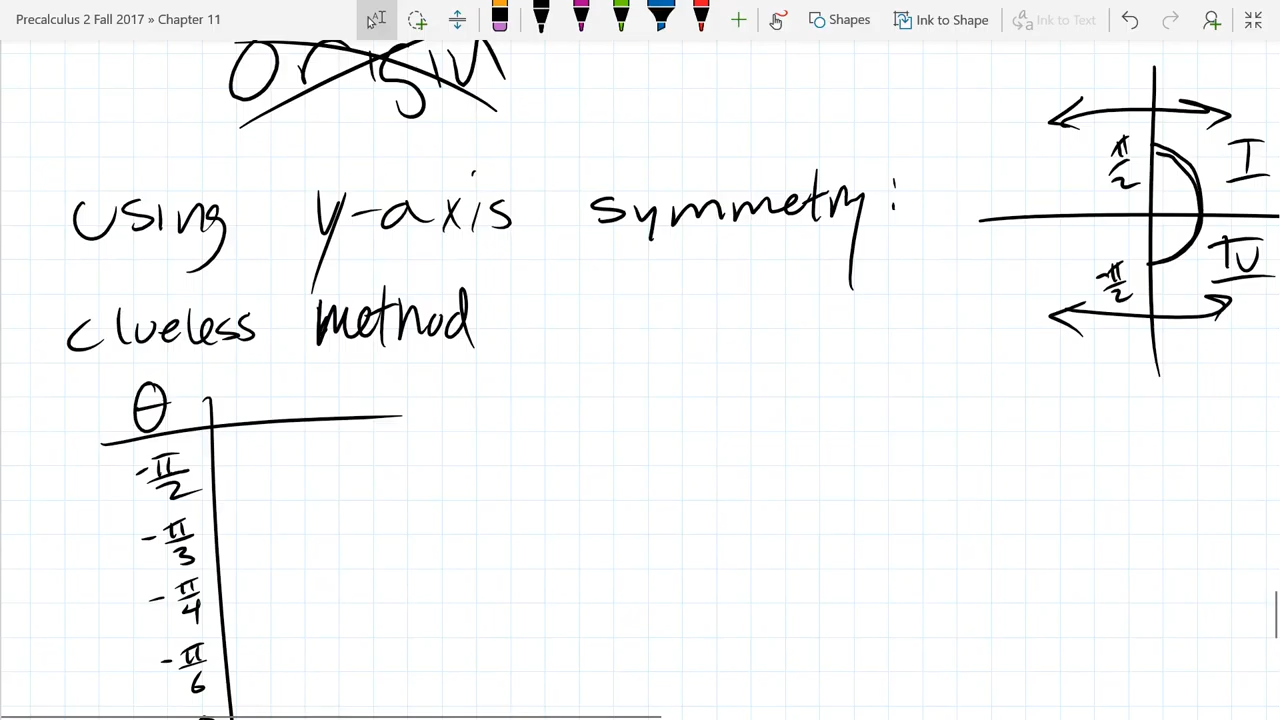 Precalculus 2 Fall 2017 » Chapter 11
Shapes
Ink to Shape
Ink to Text
origin
using y-axis symmetry:
clueless method
π/2
I
-π/2
IV
θ
-π/2
-π/3
-π/4
-π/6